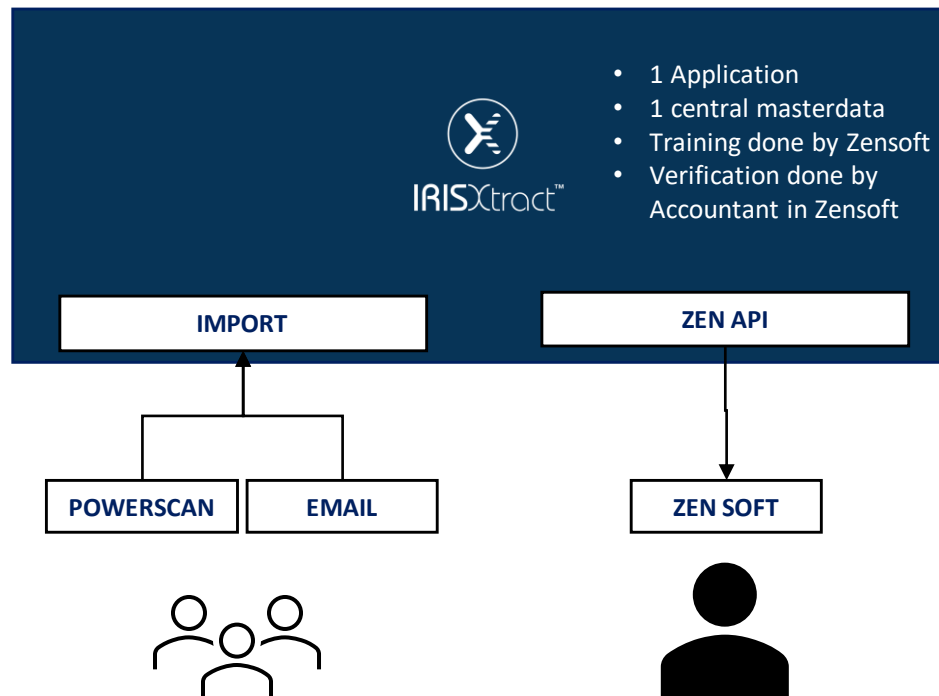 • 1 Application
• 1 central masterdata
• Training done by Zensoft
• Verification done by
Accountant in Zensoft
IRISXtract™
IMPORT
ZEN API
POWERSCAN
EMAIL
ZEN SOFT